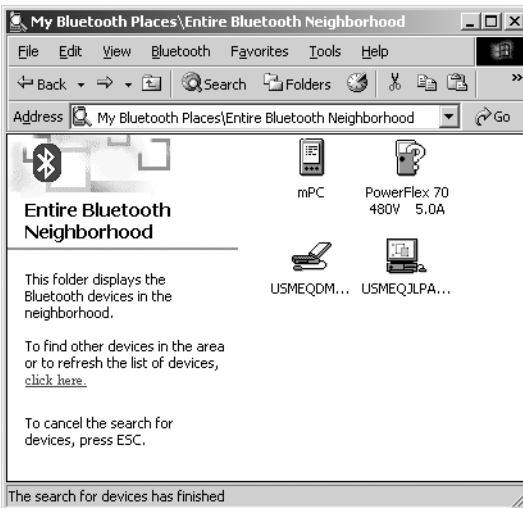 My Bluetooth Places\Entire Bluetooth Neighborhood
File Edit View Bluetooth Favorites Tools Help
Back Search Folders »
Address My Bluetooth Places\Entire Bluetooth Neighborhood Go
Entire Bluetooth
Neighborhood
This folder displays the
Bluetooth devices in the
neighborhood.
To find other devices in the area
or to refresh the list of devices,
click here.
To cancel the search for
devices, press ESC.
mPC
PowerFlex 70
480V 5.0A
USMEQDM...
USMEQJLPA...
The search for devices has finished